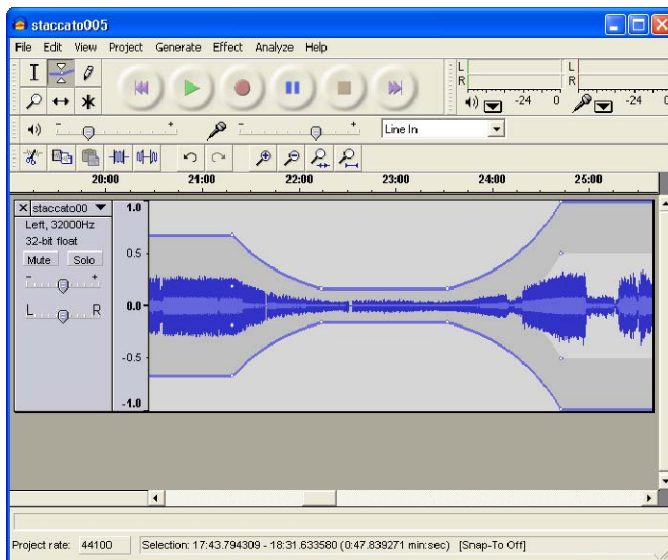 staccato005
File Edit View Project Generate Effect Analyze Help
L
R
-24 0
L
R
-24 0
- +
- +
Line In
20:00 21:00 22:00 23:00 24:00 25:00
staccato00
Left, 32000Hz
32-bit float
Mute Solo
- +
L R
1.0
0.5
0.0
-0.5
-1.0
Project rate: 44100 Selection: 17:43.794309 - 18:31.633580 (0:47.839271 min:sec) [Snap-To Off]